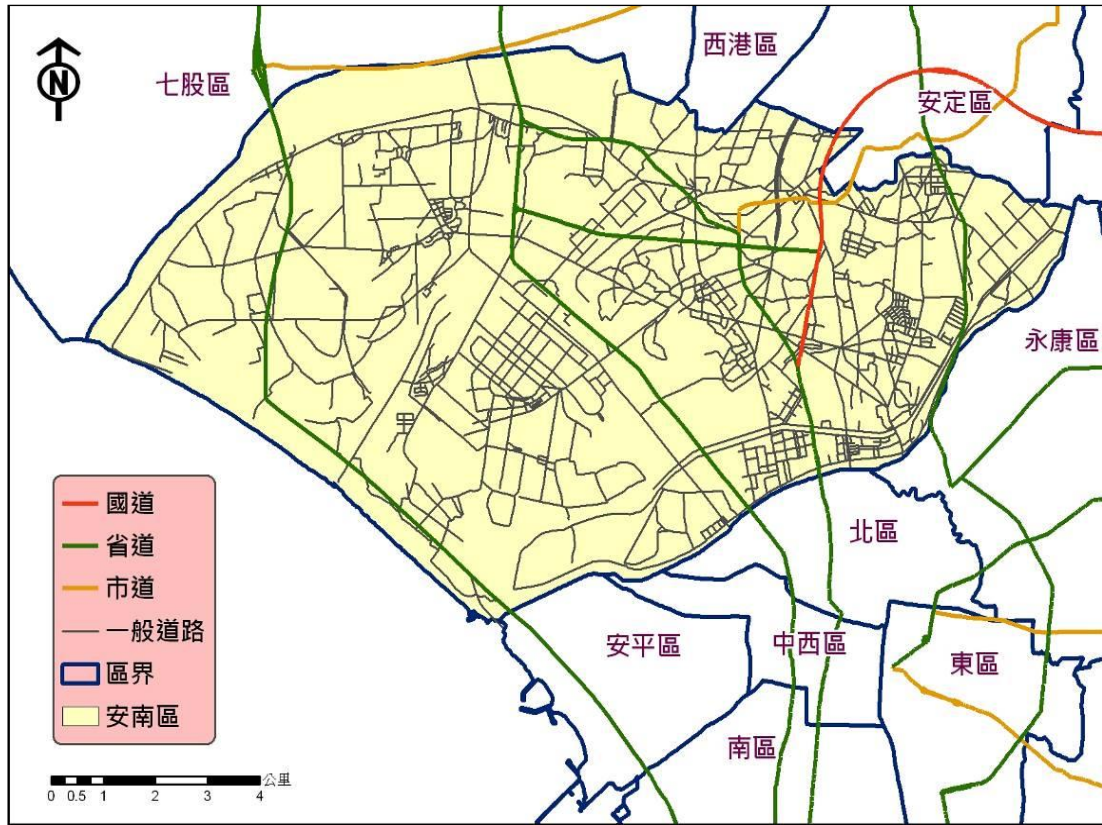 N
七股區
西港區
安定區
永康區
北區
安平區
中西區
東區
南區
國道
省道
市道
一般道路
區界
安南區
0 0.5 1 2 3 4 公里